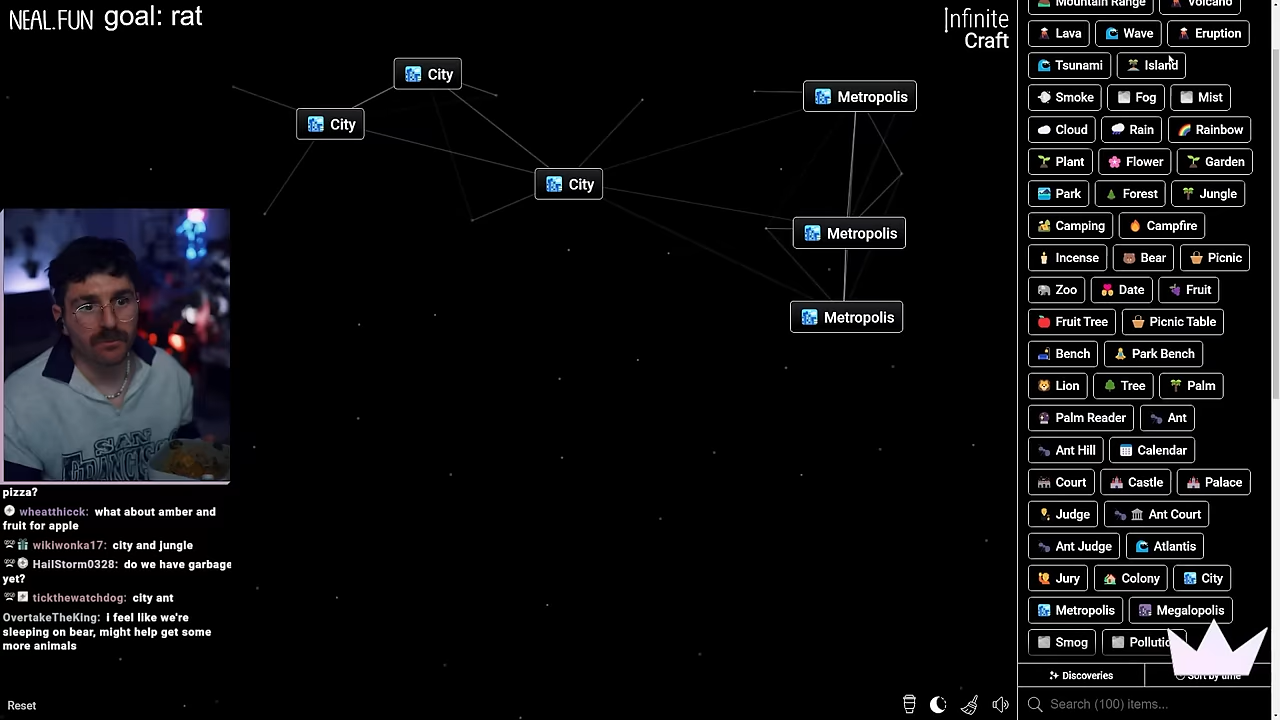 NEAL.FUN goal: rat
Infinite
Craft
City
City
City
Metropolis
Metropolis
Metropolis
Mountain Range Volcano
Lava Wave Eruption
Tsunami Island
Smoke Fog Mist
Cloud Rain Rainbow
Plant Flower Garden
Park Forest Jungle
Camping Campfire
Incense Bear Picnic
Zoo Date Fruit
Fruit Tree Picnic Table
Bench Park Bench
Lion Tree Palm
Palm Reader Ant
Ant Hill Calendar
Court Castle Palace
Judge Ant Court
Ant Judge Atlantis
Jury Colony City
Metropolis Megalopolis
Smog
Discoveries Sort by time
Search (100) items...
SAN
FRANCISCO
pizza?
wheatthicck: what about amber and
fruit for apple
wikiwonka17: city and jungle
HailStorm0328: do we have garbage
yet?
tickthewatchdog: city ant
OvertakeTheKing: i feel like we're
sleeping on bear, might help get some
more animals
Reset